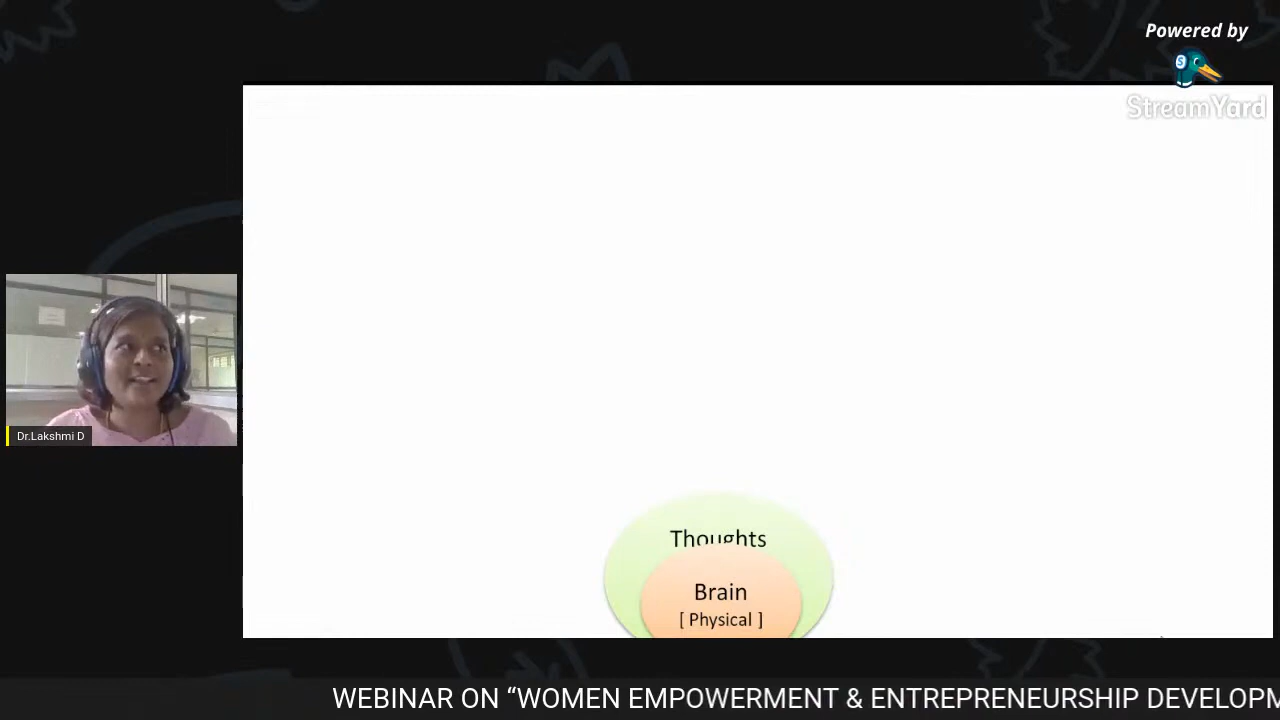 Powered by
StreamYard
Thoughts
Brain
[ Physical ]
Dr.Lakshmi D
WEBINAR ON “WOMEN EMPOWERMENT & ENTREPRENEURSHIP DEVELOPM